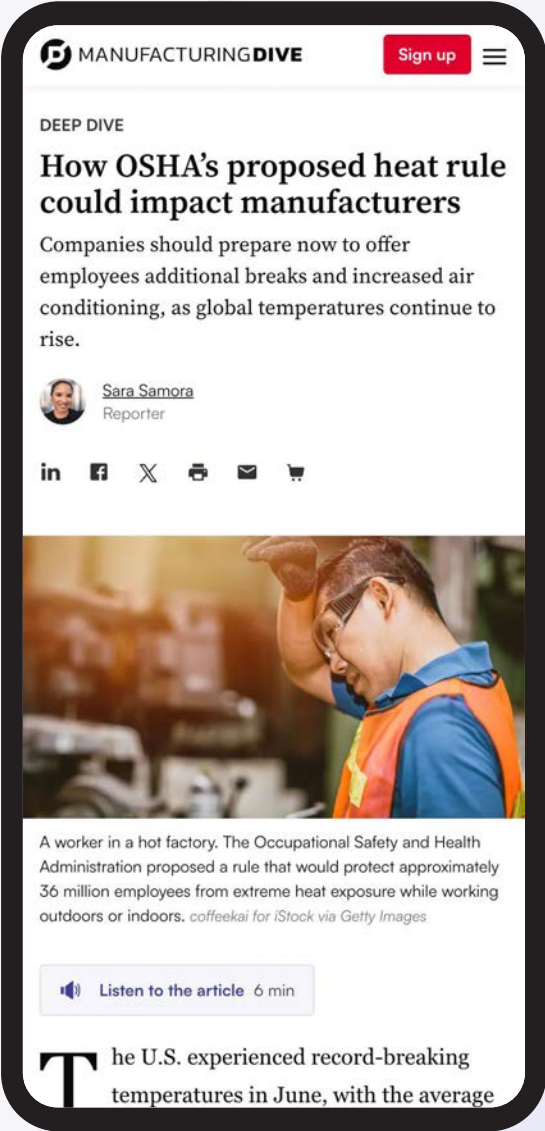 MANUFACTURINGDIVE
Sign up
DEEP DIVE
How OSHA’s proposed heat rule
could impact manufacturers
Companies should prepare now to offer
employees additional breaks and increased air
conditioning, as global temperatures continue to
rise.
Sara Samora
Reporter
A worker in a hot factory. The Occupational Safety and Health
Administration proposed a rule that would protect approximately
36 million employees from extreme heat exposure while working
outdoors or indoors. coffeekai for iStock via Getty Images
Listen to the article 6 min
The U.S. experienced record-breaking
temperatures in June, with the average